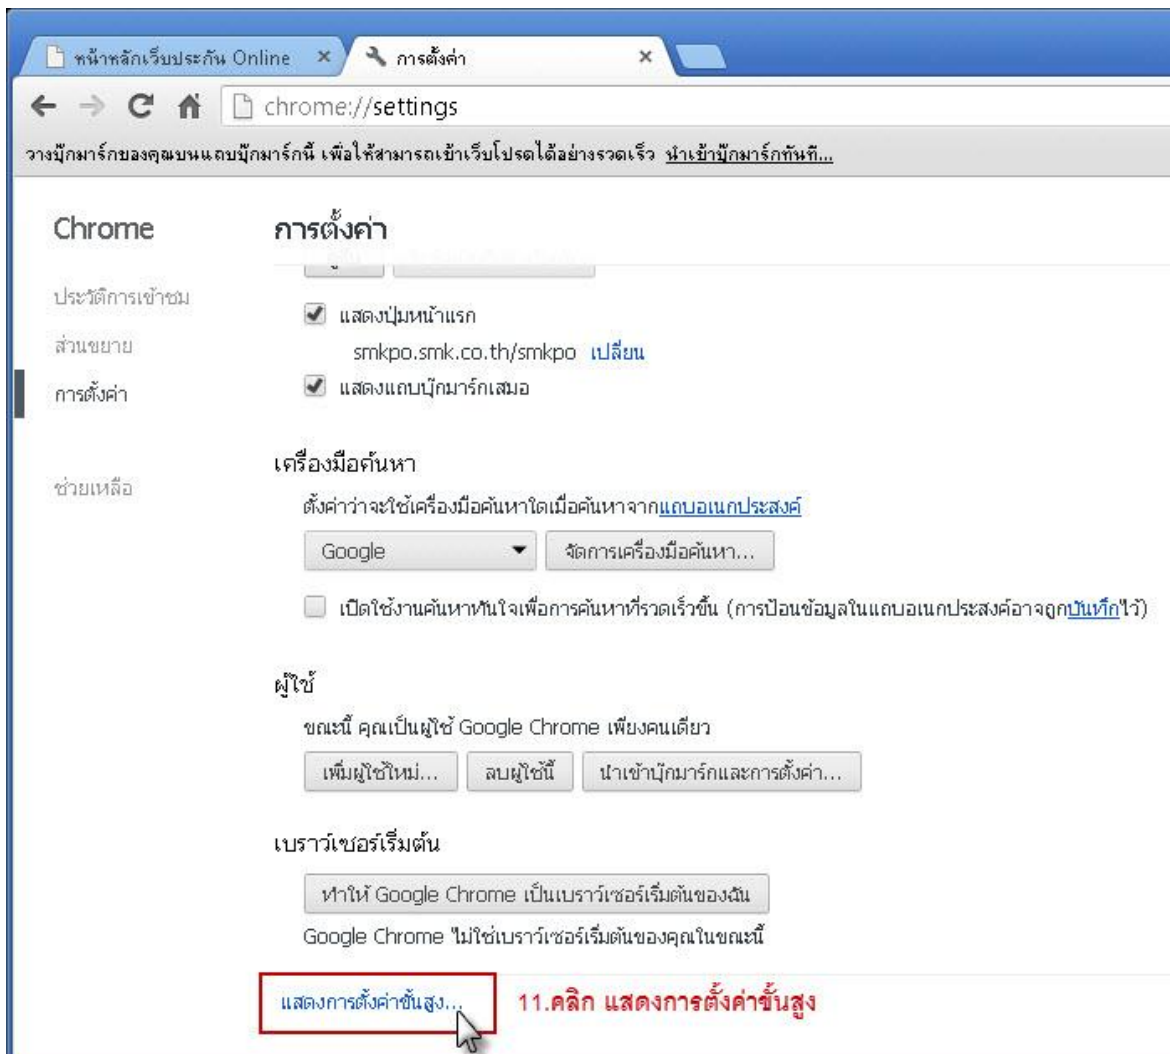 หน้าหลักเว็บประกัน Online
การตั้งค่า
chrome://settings
วางบุ๊กมาร์กของคุณบนแถบบุ๊กมาร์กนี้ เพื่อให้สามารถเข้าเว็บโปรดได้อย่างรวดเร็ว นำเข้าบุ๊กมาร์กทันที...
Chrome
การตั้งค่า
ประวัติการเข้าชม
ส่วนขยาย
การตั้งค่า
ช่วยเหลือ
แสดงปุ่มหน้าแรก
smkpo.smk.co.th/smkpo เปลี่ยน
แสดงแถบบุ๊กมาร์กเสมอ
เครื่องมือค้นหา
ตั้งค่าว่าจะใช้เครื่องมือค้นหาใดเมื่อค้นหาจากแถบอเนกประสงค์
Google จัดการเครื่องมือค้นหา...
เปิดใช้งานค้นหาทันใจเพื่อการค้นหาที่รวดเร็วขึ้น (การป้อนข้อมูลในแถบอเนกประสงค์อาจถูกบันทึกไว้)
ผู้ใช้
ขณะนี้ คุณเป็นผู้ใช้ Google Chrome เพียงคนเดียว
เพิ่มผู้ใช้ใหม่... ลบผู้ใช้นี้ นำเข้าบุ๊กมาร์กและการตั้งค่า...
เบราว์เซอร์เริ่มต้น
ทำให้ Google Chrome เป็นเบราว์เซอร์เริ่มต้นของฉัน
Google Chrome ไม่ใช่เบราว์เซอร์เริ่มต้นของคุณในขณะนี้
แสดงการตั้งค่าขั้นสูง... 11.คลิก แสดงการตั้งค่าขั้นสูง